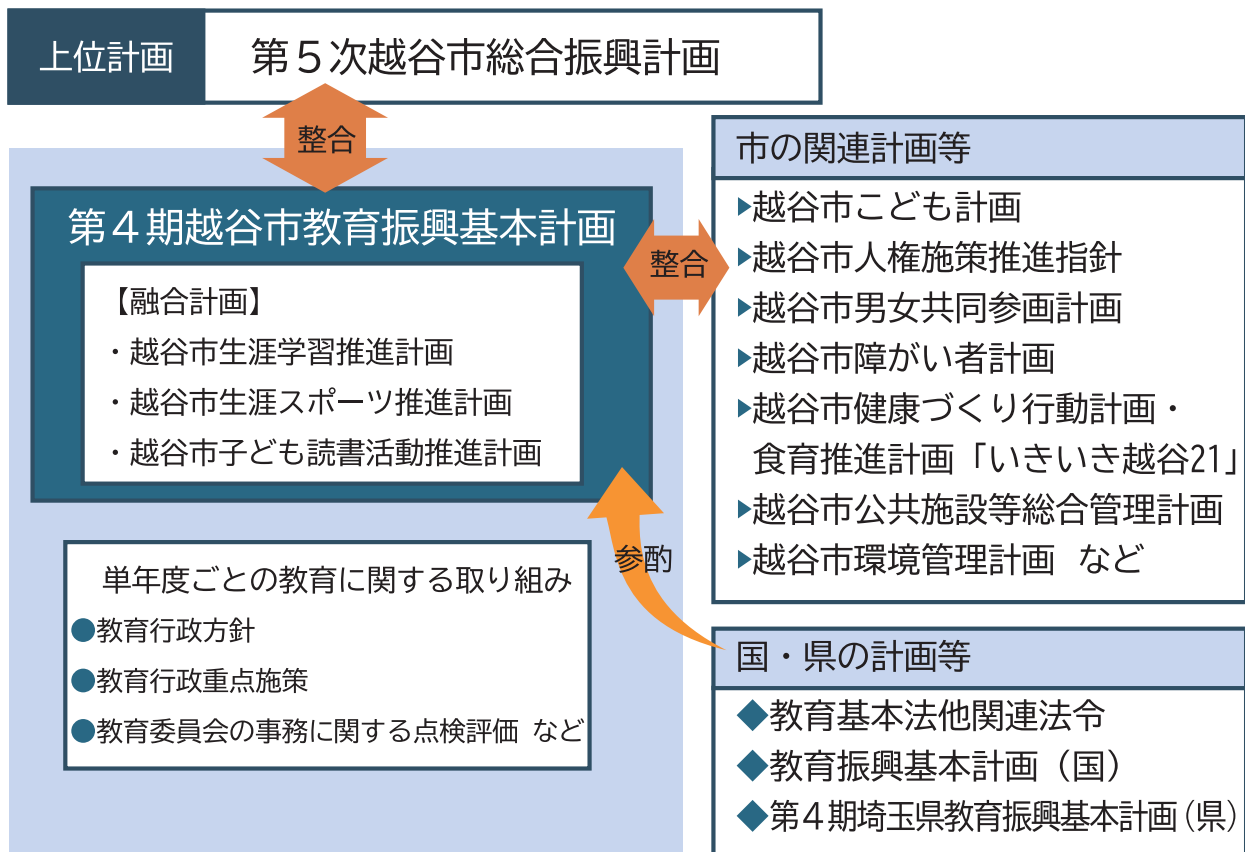 上位計画
第５次越谷市総合振興計画
整合
第４期越谷市教育振興基本計画
【融合計画】
・越谷市生涯学習推進計画
・越谷市生涯スポーツ推進計画
・越谷市子ども読書活動推進計画
整合
単年度ごとの教育に関する取り組み
●教育行政方針
●教育行政重点施策
●教育委員会の事務に関する点検評価 など
参酌
市の関連計画等
▶越谷市こども計画
▶越谷市人権施策推進指針
▶越谷市男女共同参画計画
▶越谷市障がい者計画
▶越谷市健康づくり行動計画・
食育推進計画「いきいき越谷21」
▶越谷市公共施設等総合管理計画
▶越谷市環境管理計画 など
国・県の計画等
◆教育基本法他関連法令
◆教育振興基本計画（国）
◆第４期埼玉県教育振興基本計画（県）